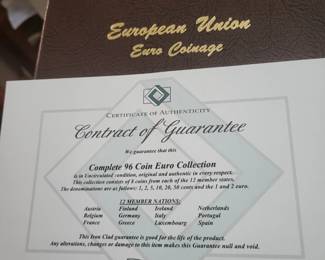 European Union
Euro Coinage
CERTIFICATE OF AUTHENTICITY
Contract of Guarantee
We guarantee that this
Complete 96 Coin Euro Collection
is in Uncirculated condition, original and authentic in every respect.
This collection consists of 8 coins from each of the 12 member states.
The denominations are as follows: 1, 2, 5, 10, 20, 50 cents and the 1 and 2 euro.
12 MEMBER NATIONS:
Austria Finland Ireland Netherlands
Belgium Germany Italy Portugal
France Greece Luxembourg Spain
This Iron Clad guarantee is good for the life of the product.
Any alterations, changes or damage to this item makes this Guarantee null and void.